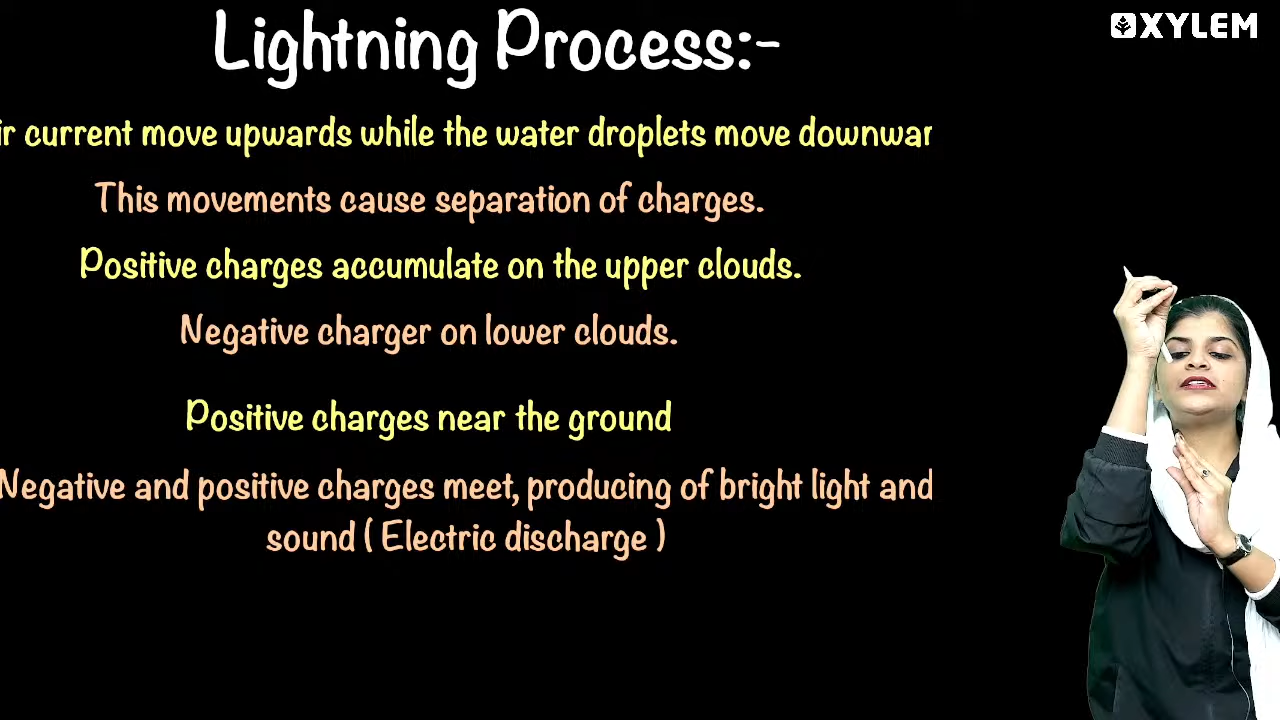 Lightning Process:-
XYLEM
ir current move upwards while the water droplets move downwar
This movements cause separation of charges.
Positive charges accumulate on the upper clouds.
Negative charger on lower clouds.
Positive charges near the ground
Negative and positive charges meet, producing of bright light and
sound ( Electric discharge )